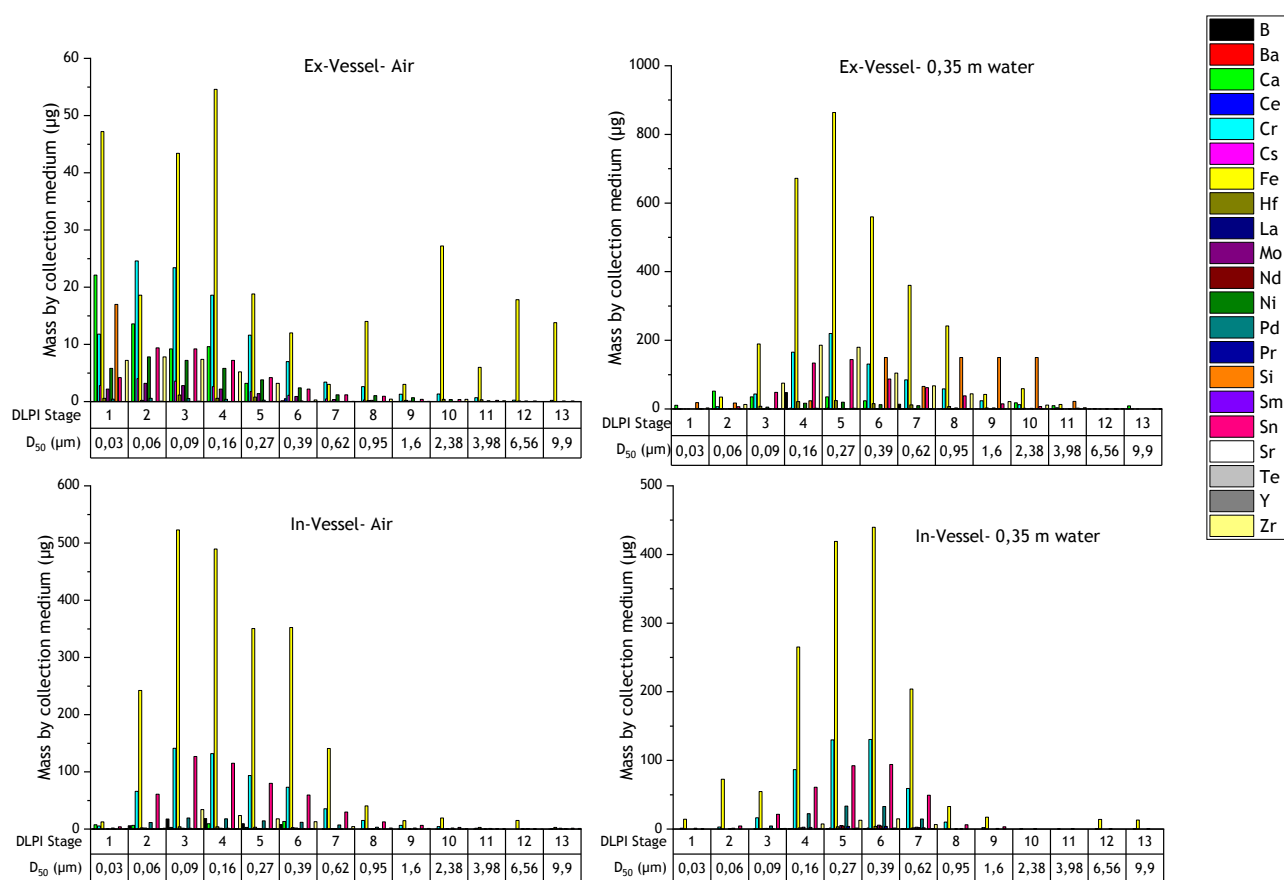 Ex-Vessel- Air
Mass by collection medium (µg)
60
50
40
30
20
10
0
DLPI Stage 1 2 3 4 5 6 7 8 9 10 11 12 13
D50 (µm) 0,03 0,06 0,09 0,16 0,27 0,39 0,62 0,95 1,6 2,38 3,98 6,56 9,9
Ex-Vessel- 0,35 m water
Mass by collection medium (µg)
1000
800
600
400
200
0
DLPI Stage 1 2 3 4 5 6 7 8 9 10 11 12 13
D50 (µm) 0,03 0,06 0,09 0,16 0,27 0,39 0,62 0,95 1,6 2,38 3,98 6,56 9,9
In-Vessel- Air
Mass by collection medium (µg)
600
500
400
300
200
100
0
DLPI Stage 1 2 3 4 5 6 7 8 9 10 11 12 13
D50 (µm) 0,03 0,06 0,09 0,16 0,27 0,39 0,62 0,95 1,6 2,38 3,98 6,56 9,9
In-Vessel- 0,35 m water
Mass by collection medium (µg)
500
400
300
200
100
0
DLPI Stage 1 2 3 4 5 6 7 8 9 10 11 12 13
D50 (µm) 0,03 0,06 0,09 0,16 0,27 0,39 0,62 0,95 1,6 2,38 3,98 6,56 9,9
B
Ba
Ca
Ce
Cr
Cs
Fe
Hf
La
Mo
Nd
Ni
Pd
Pr
Si
Sm
Sn
Sr
Te
Y
Zr